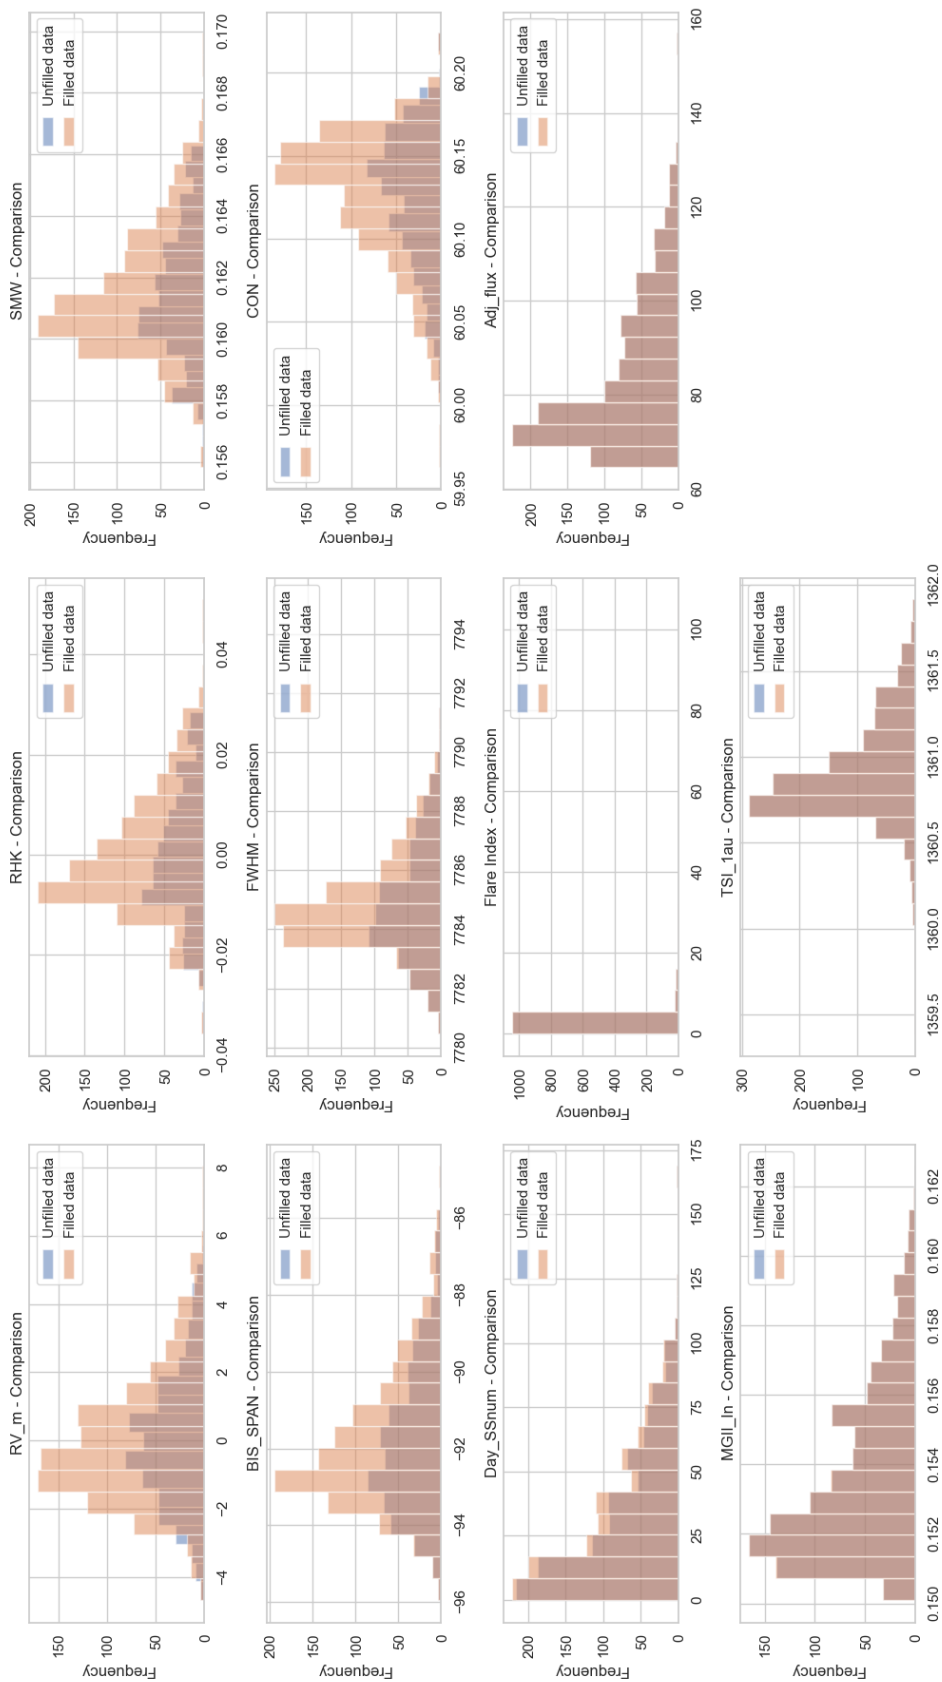 RV_m - Comparison
Frequency
150
100
50
0
−4
−2
0
2
4
6
8
Unfilled data
Filled data
RHK - Comparison
Frequency
200
150
100
50
0
−0.04
−0.02
0.00
0.02
0.04
Unfilled data
Filled data
SMW - Comparison
Frequency
200
150
100
50
0
0.156
0.158
0.160
0.162
0.164
0.166
0.168
0.170
Unfilled data
Filled data
BIS_SPAN - Comparison
Frequency
200
150
100
50
0
−96
−94
−92
−90
−88
−86
Unfilled data
Filled data
FWHM - Comparison
Frequency
250
200
150
100
50
0
7780
7782
7784
7786
7788
7790
7792
7794
Unfilled data
Filled data
CON - Comparison
Frequency
150
100
50
0
59.95
60.00
60.05
60.10
60.15
60.20
Unfilled data
Filled data
Day_SSnum - Comparison
Frequency
200
150
100
50
0
0
25
50
75
100
125
150
175
Unfilled data
Filled data
Flare Index - Comparison
Frequency
1000
800
600
400
200
0
0
20
40
60
80
100
Unfilled data
Filled data
Adj_flux - Comparison
Frequency
200
150
100
50
0
60
80
100
120
140
160
Unfilled data
Filled data
MGII_In - Comparison
Frequency
150
100
50
0
0.150
0.152
0.154
0.156
0.158
0.160
0.162
Unfilled data
Filled data
TSI_1au - Comparison
Frequency
300
200
100
0
1359.5
1360.0
1360.5
1361.0
1361.5
1362.0
Unfilled data
Filled data